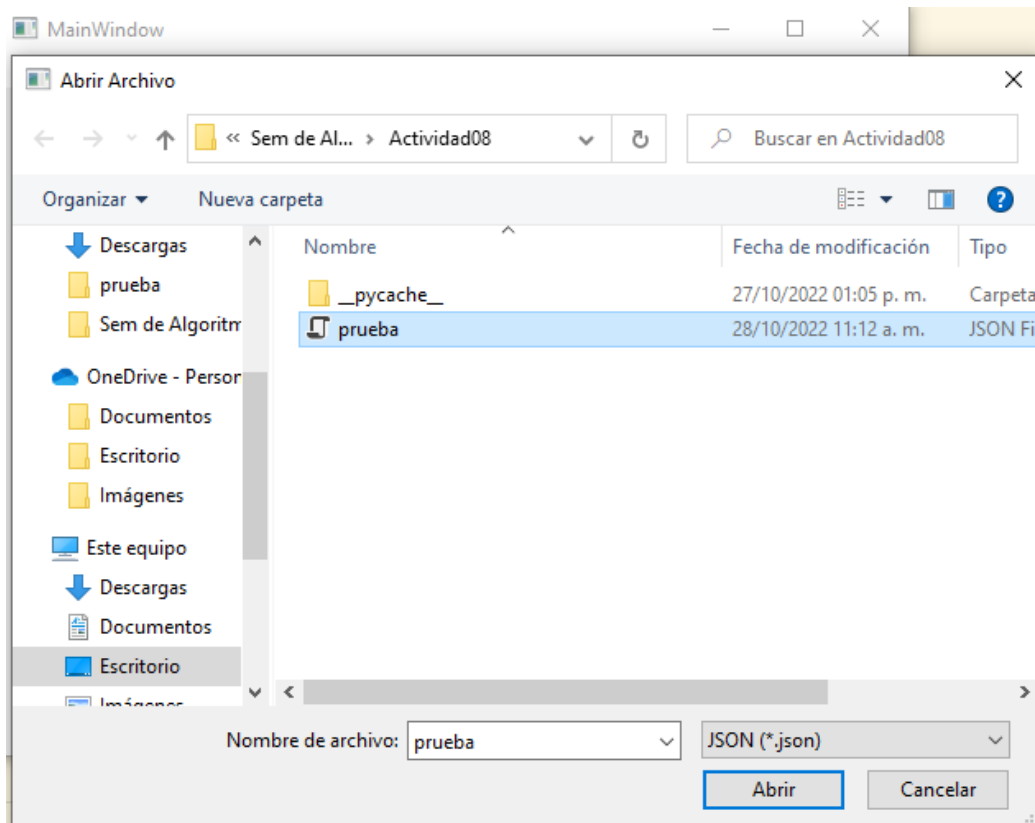 MainWindow
Abrir Archivo
« Sem de Al... › Actividad08
Buscar en Actividad08
Organizar
Nueva carpeta
?
Descargas
prueba
Sem de Algoritm
OneDrive - Person
Documentos
Escritorio
Imágenes
Este equipo
Descargas
Documentos
Escritorio
Imágenes
Nombre
Fecha de modificación
Tipo
__pycache__
27/10/2022 01:05 p. m.
Carpeta
prueba
28/10/2022 11:12 a. m.
JSON Fi
Nombre de archivo:
prueba
JSON (*.json)
Abrir
Cancelar